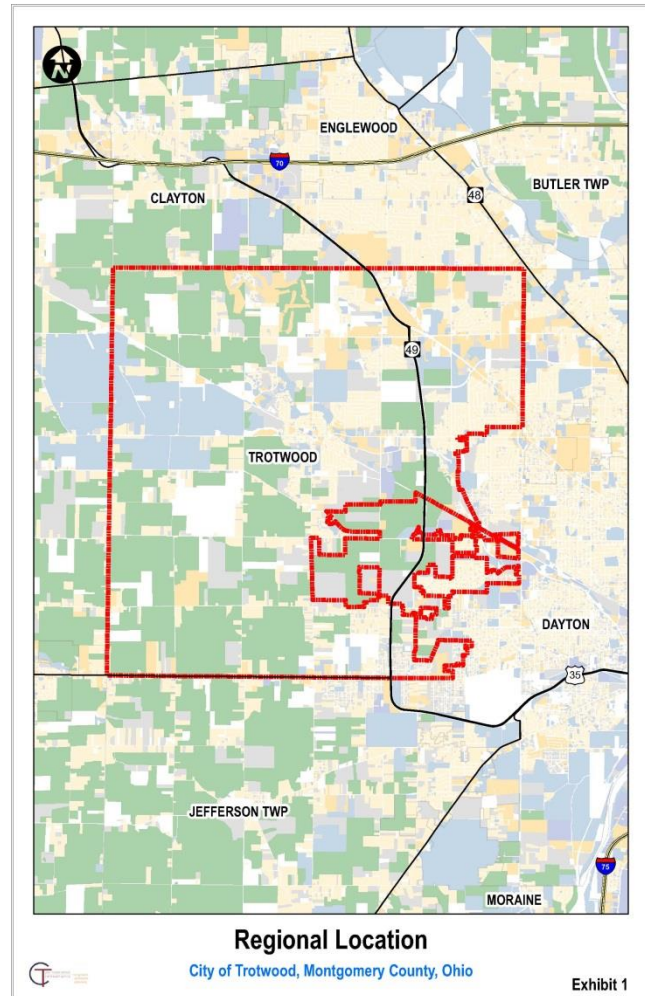 N
ENGLEWOOD
70
BUTLER TWP
CLAYTON
48
49
TROTWOOD
DAYTON
35
JEFFERSON TWP
75
MORAINE
Regional Location
City of Trotwood, Montgomery County, Ohio
Exhibit 1